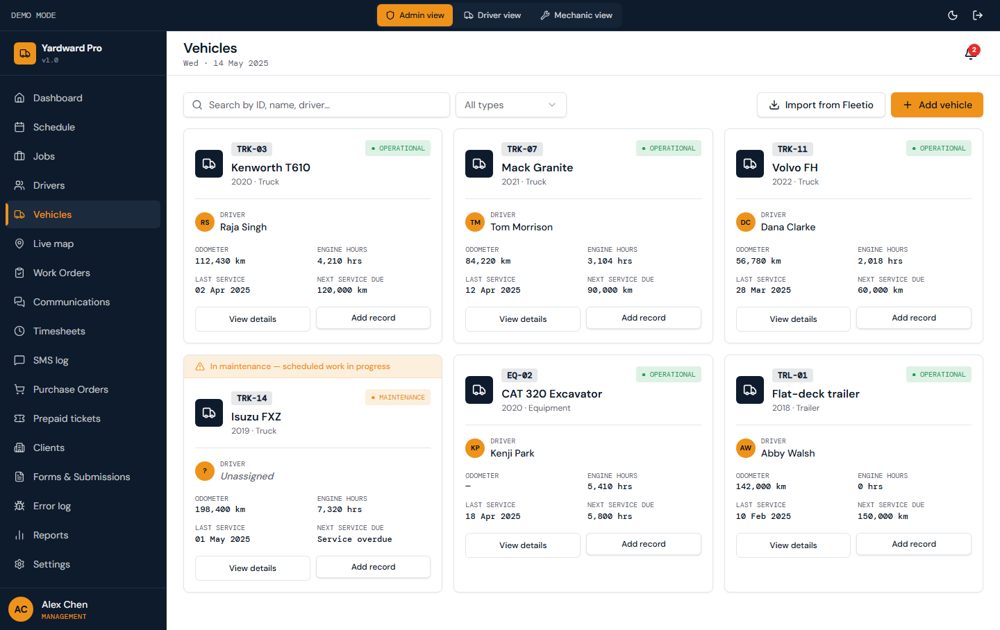 DEMO MODE
Admin view
Driver view
Mechanic view
Yardward Pro
v1.0
Dashboard
Schedule
Jobs
Drivers
Vehicles
Live map
Work Orders
Communications
Timesheets
SMS log
Purchase Orders
Prepaid tickets
Clients
Forms & Submissions
Error log
Reports
Settings
AC
Alex Chen
MANAGEMENT
Vehicles
Wed · 14 May 2025
2
Search by ID, name, driver...
All types
Import from Fleetio
+ Add vehicle
TRK-03
● OPERATIONAL
Kenworth T610
2020 · Truck
RS
DRIVER
Raja Singh
ODOMETER
ENGINE HOURS
112,430 km
4,210 hrs
LAST SERVICE
NEXT SERVICE DUE
02 Apr 2025
120,000 km
View details
Add record
TRK-07
● OPERATIONAL
Mack Granite
2021 · Truck
TM
DRIVER
Tom Morrison
ODOMETER
ENGINE HOURS
84,220 km
3,104 hrs
LAST SERVICE
NEXT SERVICE DUE
12 Apr 2025
90,000 km
View details
Add record
TRK-11
● OPERATIONAL
Volvo FH
2022 · Truck
DC
DRIVER
Dana Clarke
ODOMETER
ENGINE HOURS
56,780 km
2,018 hrs
LAST SERVICE
NEXT SERVICE DUE
28 Mar 2025
60,000 km
View details
Add record
In maintenance — scheduled work in progress
TRK-14
● MAINTENANCE
Isuzu FXZ
2019 · Truck
?
DRIVER
Unassigned
ODOMETER
ENGINE HOURS
198,400 km
7,320 hrs
LAST SERVICE
NEXT SERVICE DUE
01 May 2025
Service overdue
View details
Add record
EQ-02
● OPERATIONAL
CAT 320 Excavator
2020 · Equipment
KP
DRIVER
Kenji Park
ODOMETER
ENGINE HOURS
—
5,410 hrs
LAST SERVICE
NEXT SERVICE DUE
18 Apr 2025
5,800 hrs
View details
Add record
TRL-01
● OPERATIONAL
Flat-deck trailer
2018 · Trailer
AW
DRIVER
Abby Walsh
ODOMETER
ENGINE HOURS
142,000 km
0 hrs
LAST SERVICE
NEXT SERVICE DUE
10 Feb 2025
150,000 km
View details
Add record